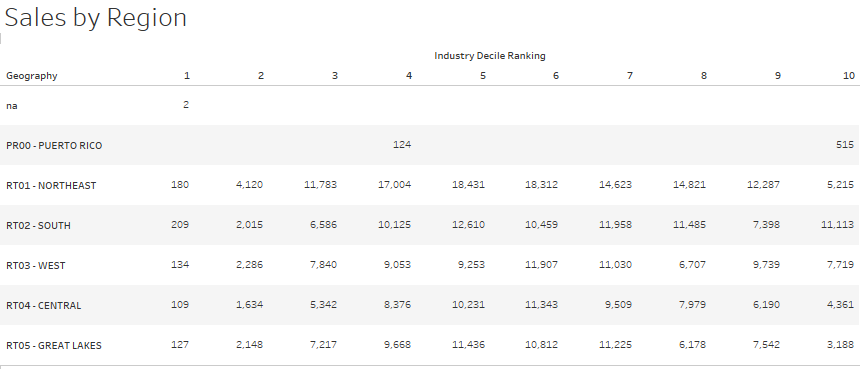 Sales by Region
Industry Decile Ranking
Geography 1 2 3 4 5 6 7 8 9 10
na 2
PR00 - PUERTO RICO 124 515
RT01 - NORTHEAST 180 4,120 11,783 17,004 18,431 18,312 14,623 14,821 12,287 5,215
RT02 - SOUTH 209 2,015 6,586 10,125 12,610 10,459 11,958 11,485 7,398 11,113
RT03 - WEST 134 2,286 7,840 9,053 9,253 11,907 11,030 6,707 9,739 7,719
RT04 - CENTRAL 109 1,634 5,342 8,376 10,231 11,343 9,509 7,979 6,190 4,361
RT05 - GREAT LAKES 127 2,148 7,217 9,668 11,436 10,812 11,225 6,178 7,542 3,188